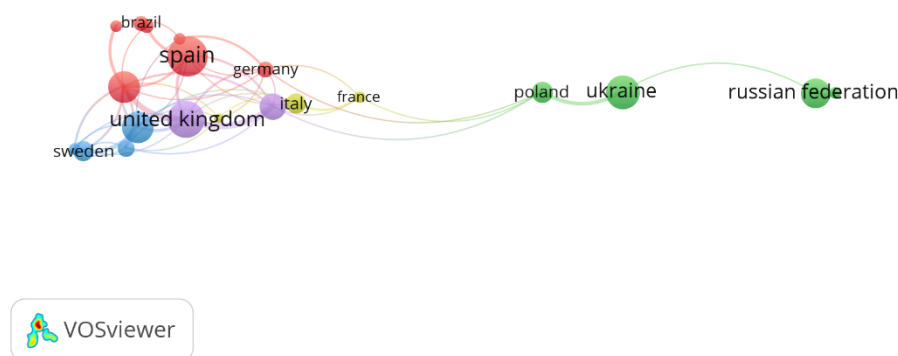 brazil
spain
germany
italy
france
united kingdom
sweden
poland
ukraine
russian federation
VOSviewer